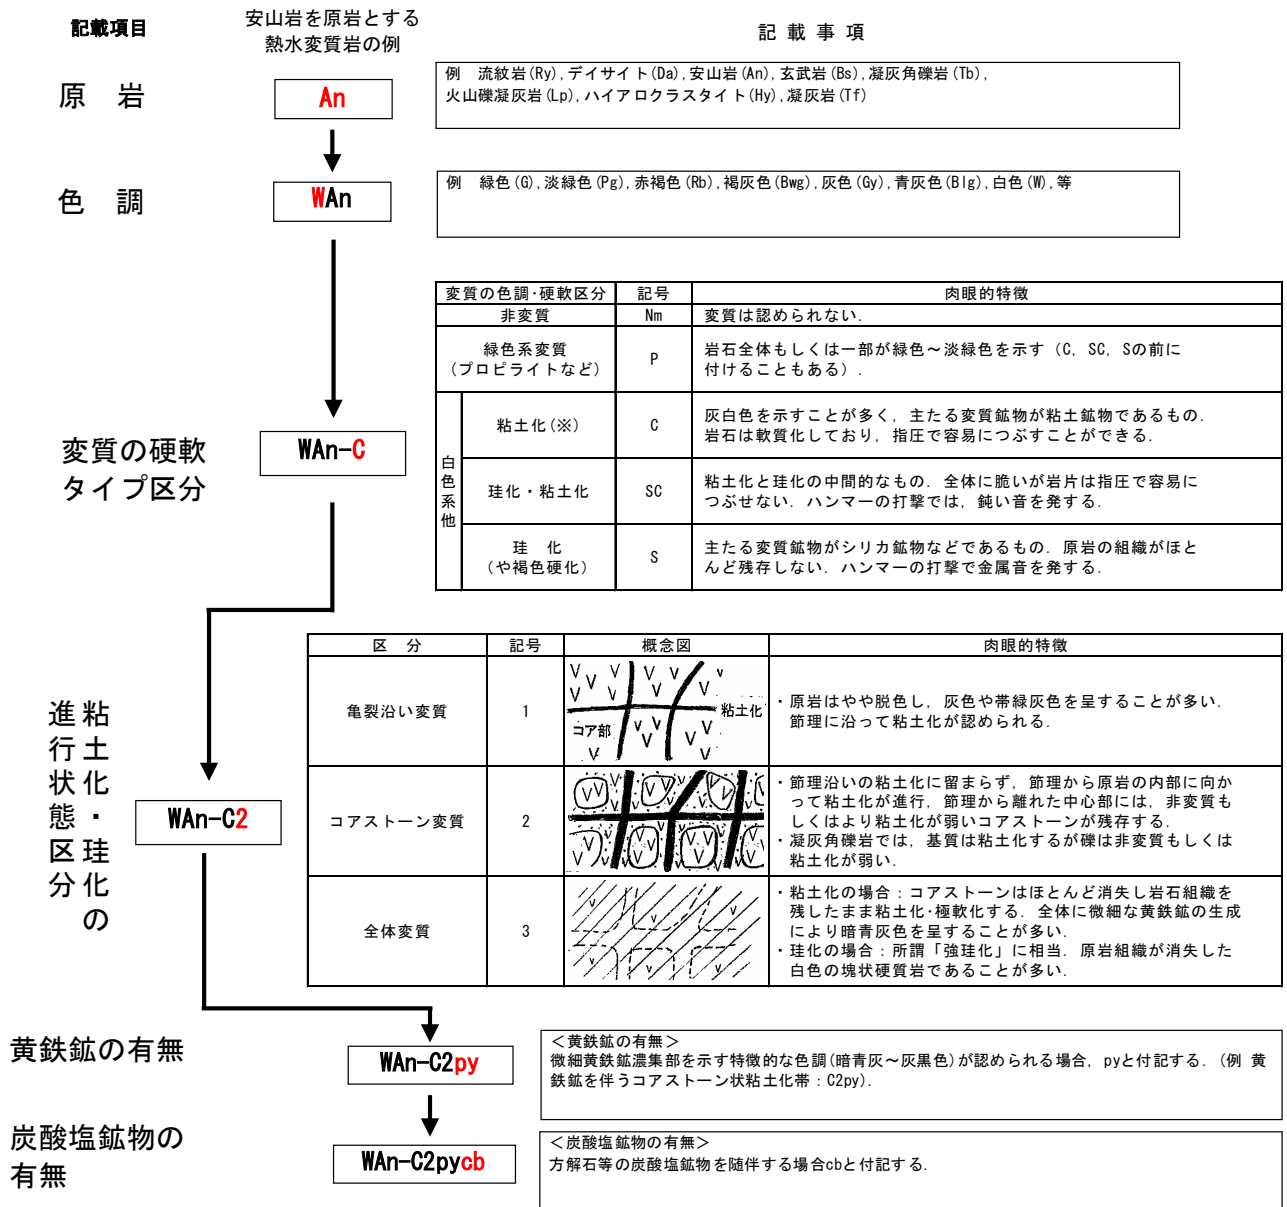 記載項目
安山岩を原岩とする
熱水変質岩の例
記 載 事 項
原 岩
An
例 流紋岩(Ry),デイサイト(Da),安山岩(An),玄武岩(Bs),凝灰角礫岩(Tb),
火山礫凝灰岩(Lp),ハイアロクラスタイト(Hy),凝灰岩(Tf)
色 調
WAn
例 緑色(G),淡緑色(Pg),赤褐色(Rb),褐灰色(Bwg),灰色(Gy),青灰色(Blg),白色(W),等
変質の硬軟
タイプ区分
WAn-C
変質の色調・硬軟区分 記号 肉眼的特徴
非変質 Nm 変質は認められない.
緑色系変質
(プロピライトなど)
P
岩石全体もしくは一部が緑色～淡緑色を示す（C, SC, Sの前に
付けることもある）.
白色系他
粘土化(※)
C
灰白色を示すことが多く, 主たる変質鉱物が粘土鉱物であるもの.
岩石は軟質化しており, 指圧で容易につぶすことができる.
珪化・粘土化
SC
粘土化と珪化の中間的なもの. 全体に脆いが岩片は指圧で容易に
つぶせない. ハンマーの打撃では, 鈍い音を発する.
珪 化
(や褐色硬化)
S
主たる変質鉱物がシリカ鉱物などであるもの. 原岩の組織がほと
んど残存しない. ハンマーの打撃で金属音を発する.
粘土化・珪化の
進行状態区分
WAn-C2
区 分 記号 概念図 肉眼的特徴
亀裂沿い変質
1
粘土化
コア部
・原岩はやや脱色し, 灰色や帯緑灰色を呈することが多い.
節理に沿って粘土化が認められる.
コアストーン変質
2
・節理沿いの粘土化に留まらず, 節理から原岩の内部に向か
って粘土化が進行, 節理から離れた中心部には, 非変質も
しくはより粘土化が弱いコアストーンが残存する.
・凝灰角礫岩では, 基質は粘土化するが礫は非変質もしくは
粘土化が弱い.
全体変質
3
・粘土化の場合：コアストーンはほとんど消失し岩石組織を
残したまま粘土化・極軟化する. 全体に微細な黄鉄鉱の生成
により暗青灰色を呈することが多い.
・珪化の場合：所謂「強珪化」に相当. 原岩組織が消失した
白色の塊状硬質岩であることが多い.
黄鉄鉱の有無
WAn-C2py
＜黄鉄鉱の有無＞
微細黄鉄鉱濃集部を示す特徴的な色調(暗青灰～灰黒色)が認められる場合, pyと付記する. (例 黄
鉄鉱を伴うコアストーン状粘土化帯：C2py).
炭酸塩鉱物の
有無
WAn-C2pycb
＜炭酸塩鉱物の有無＞
方解石等の炭酸塩鉱物を随伴する場合cbと付記する.